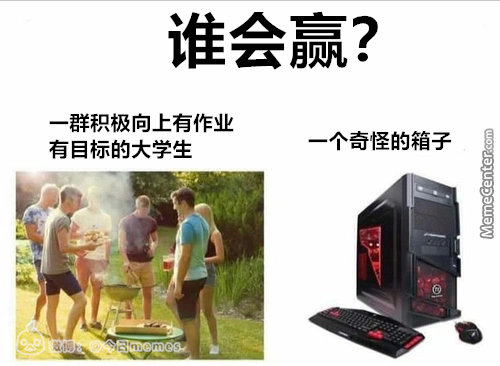 谁会赢？
一群积极向上有作业
有目标的大学生
一个奇怪的箱子
MemeCenter.com
微博：@今日memes